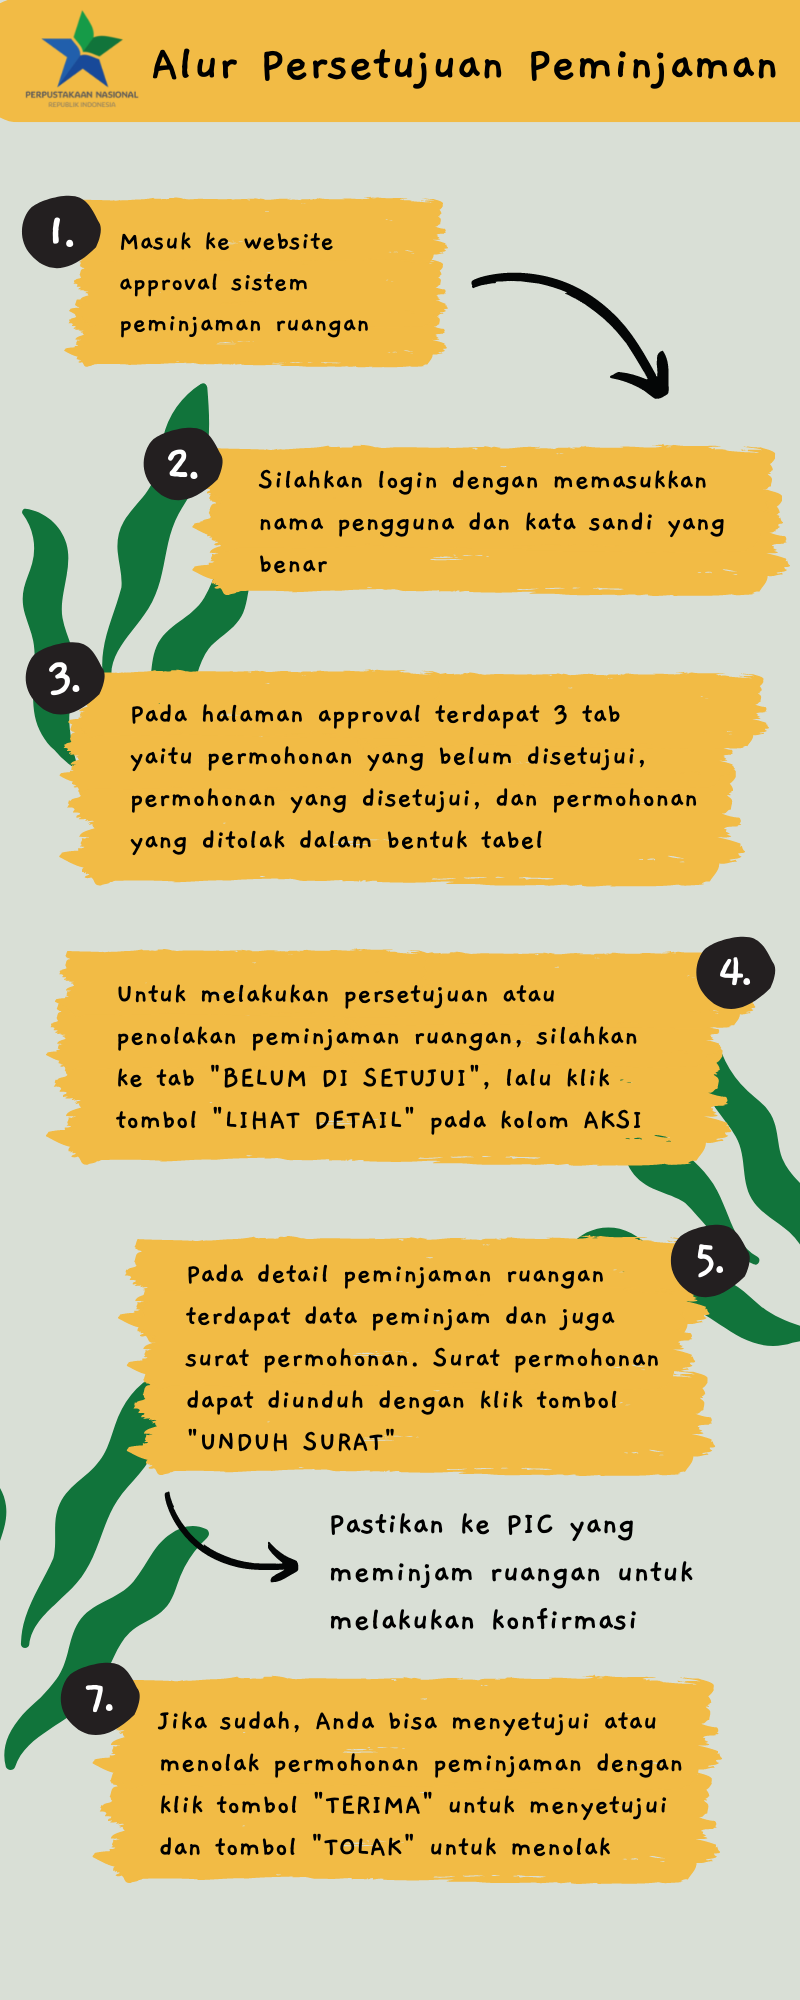 PERPUSTAKAAN NASIONAL
REPUBLIK INDONESIA
Alur Persetujuan Peminjaman
1.
Masuk ke website
approval sistem
peminjaman ruangan
2.
Silahkan login dengan memasukkan
nama pengguna dan kata sandi yang
benar
3.
Pada halaman approval terdapat 3 tab
yaitu permohonan yang belum disetujui,
permohonan yang disetujui, dan permohonan
yang ditolak dalam bentuk tabel
4.
Untuk melakukan persetujuan atau
penolakan peminjaman ruangan, silahkan
ke tab "BELUM DI SETUJUI", lalu klik
tombol "LIHAT DETAIL" pada kolom AKSI
5.
Pada detail peminjaman ruangan
terdapat data peminjam dan juga
surat permohonan. Surat permohonan
dapat diunduh dengan klik tombol
"UNDUH SURAT"
Pastikan ke PIC yang
meminjam ruangan untuk
melakukan konfirmasi
7.
Jika sudah, Anda bisa menyetujui atau
menolak permohonan peminjaman dengan
klik tombol "TERIMA" untuk menyetujui
dan tombol "TOLAK" untuk menolak